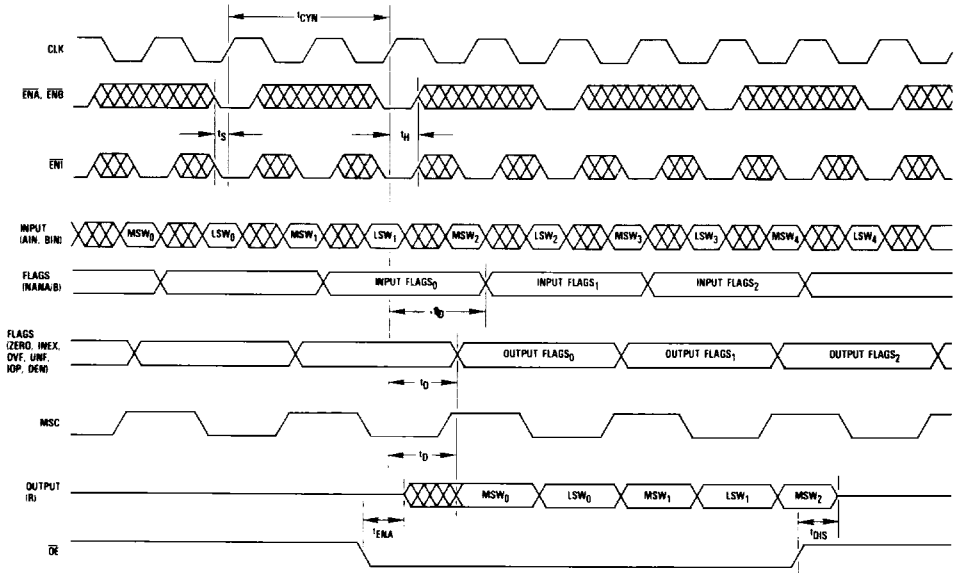 tCYN
CLK
ENA, ENB
tS
tH
ENI
INPUT
(AIN, BIN)
MSW0 LSW0 MSW1 LSW1 MSW2 LSW2 MSW3 LSW3 MSW4 LSW4
FLAGS
(NANA/B)
INPUT FLAGS0 INPUT FLAGS1 INPUT FLAGS2
FLAGS
(ZERO, INEX,
OVF, UNF,
IOP, DEN)
OUTPUT FLAGS0 OUTPUT FLAGS1 OUTPUT FLAGS2
tD
MSC
tD
OUTPUT
(R)
MSW0 LSW0 MSW1 LSW1 MSW2
tENA
tDIS
OE